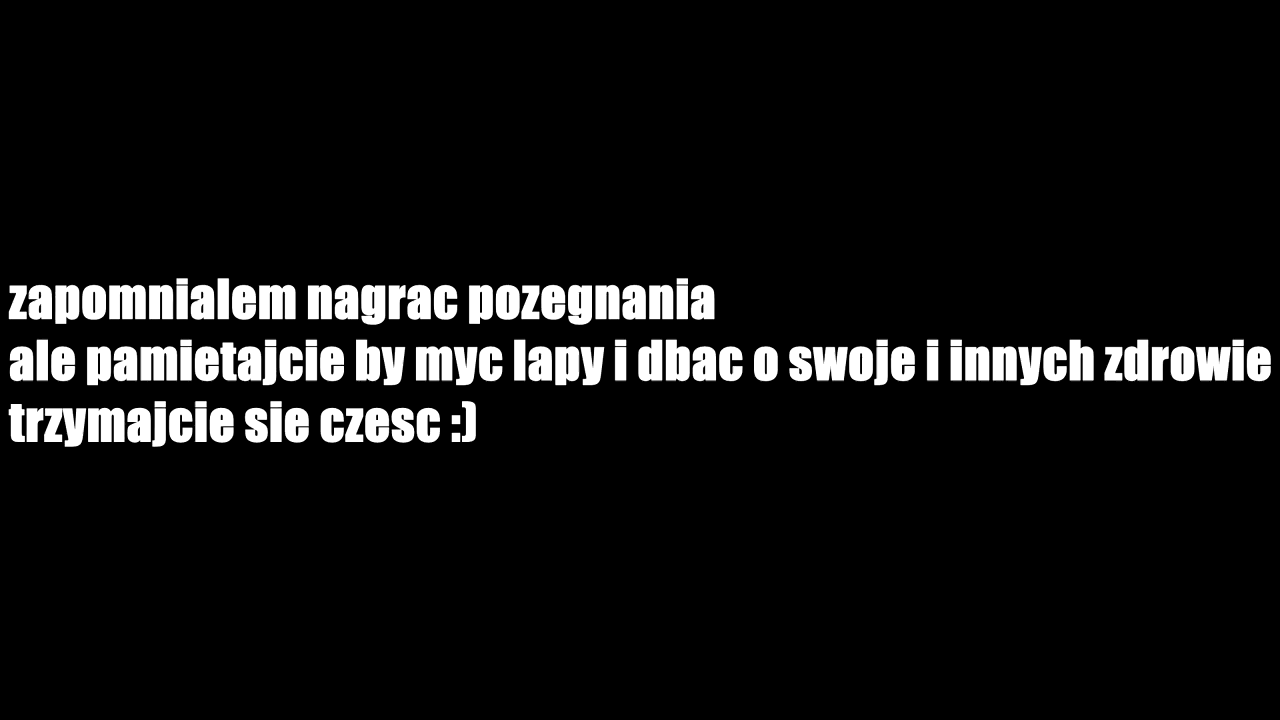 zapomnialem nagrac pozegnania
ale pamietajcie by myc lapy i dbac o swoje i innych zdrowie
trzymajcie sie czesc :)